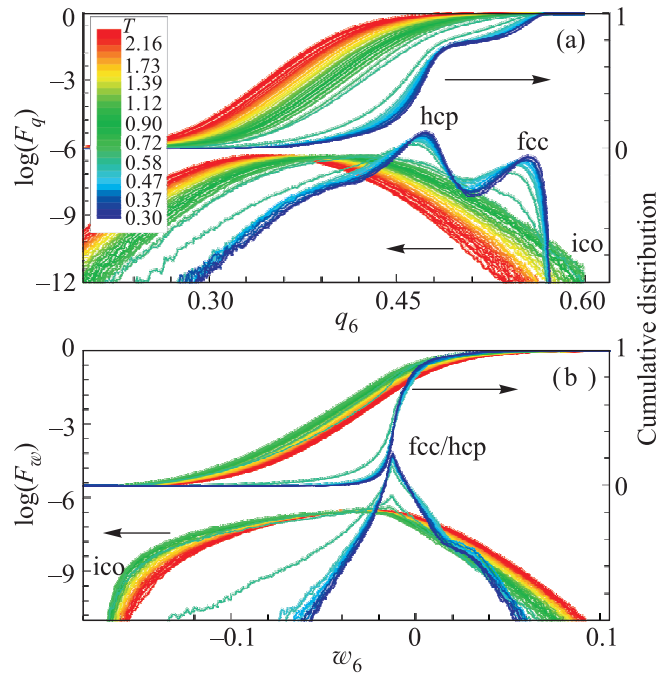 0
1
T
2.16
1.73
1.39
1.12
0.90
0.72
0.58
0.47
0.37
0.30
(a)
−3
hcp
fcc
−6
0
log(F_q)
−9
ico
−12
0.30
0.45
0.60
q_6
0
1
(b )
−3
fcc/hcp
−6
0
log(F_w)
ico
−9
−0.1
0
0.1
w_6
Cumulative distribution